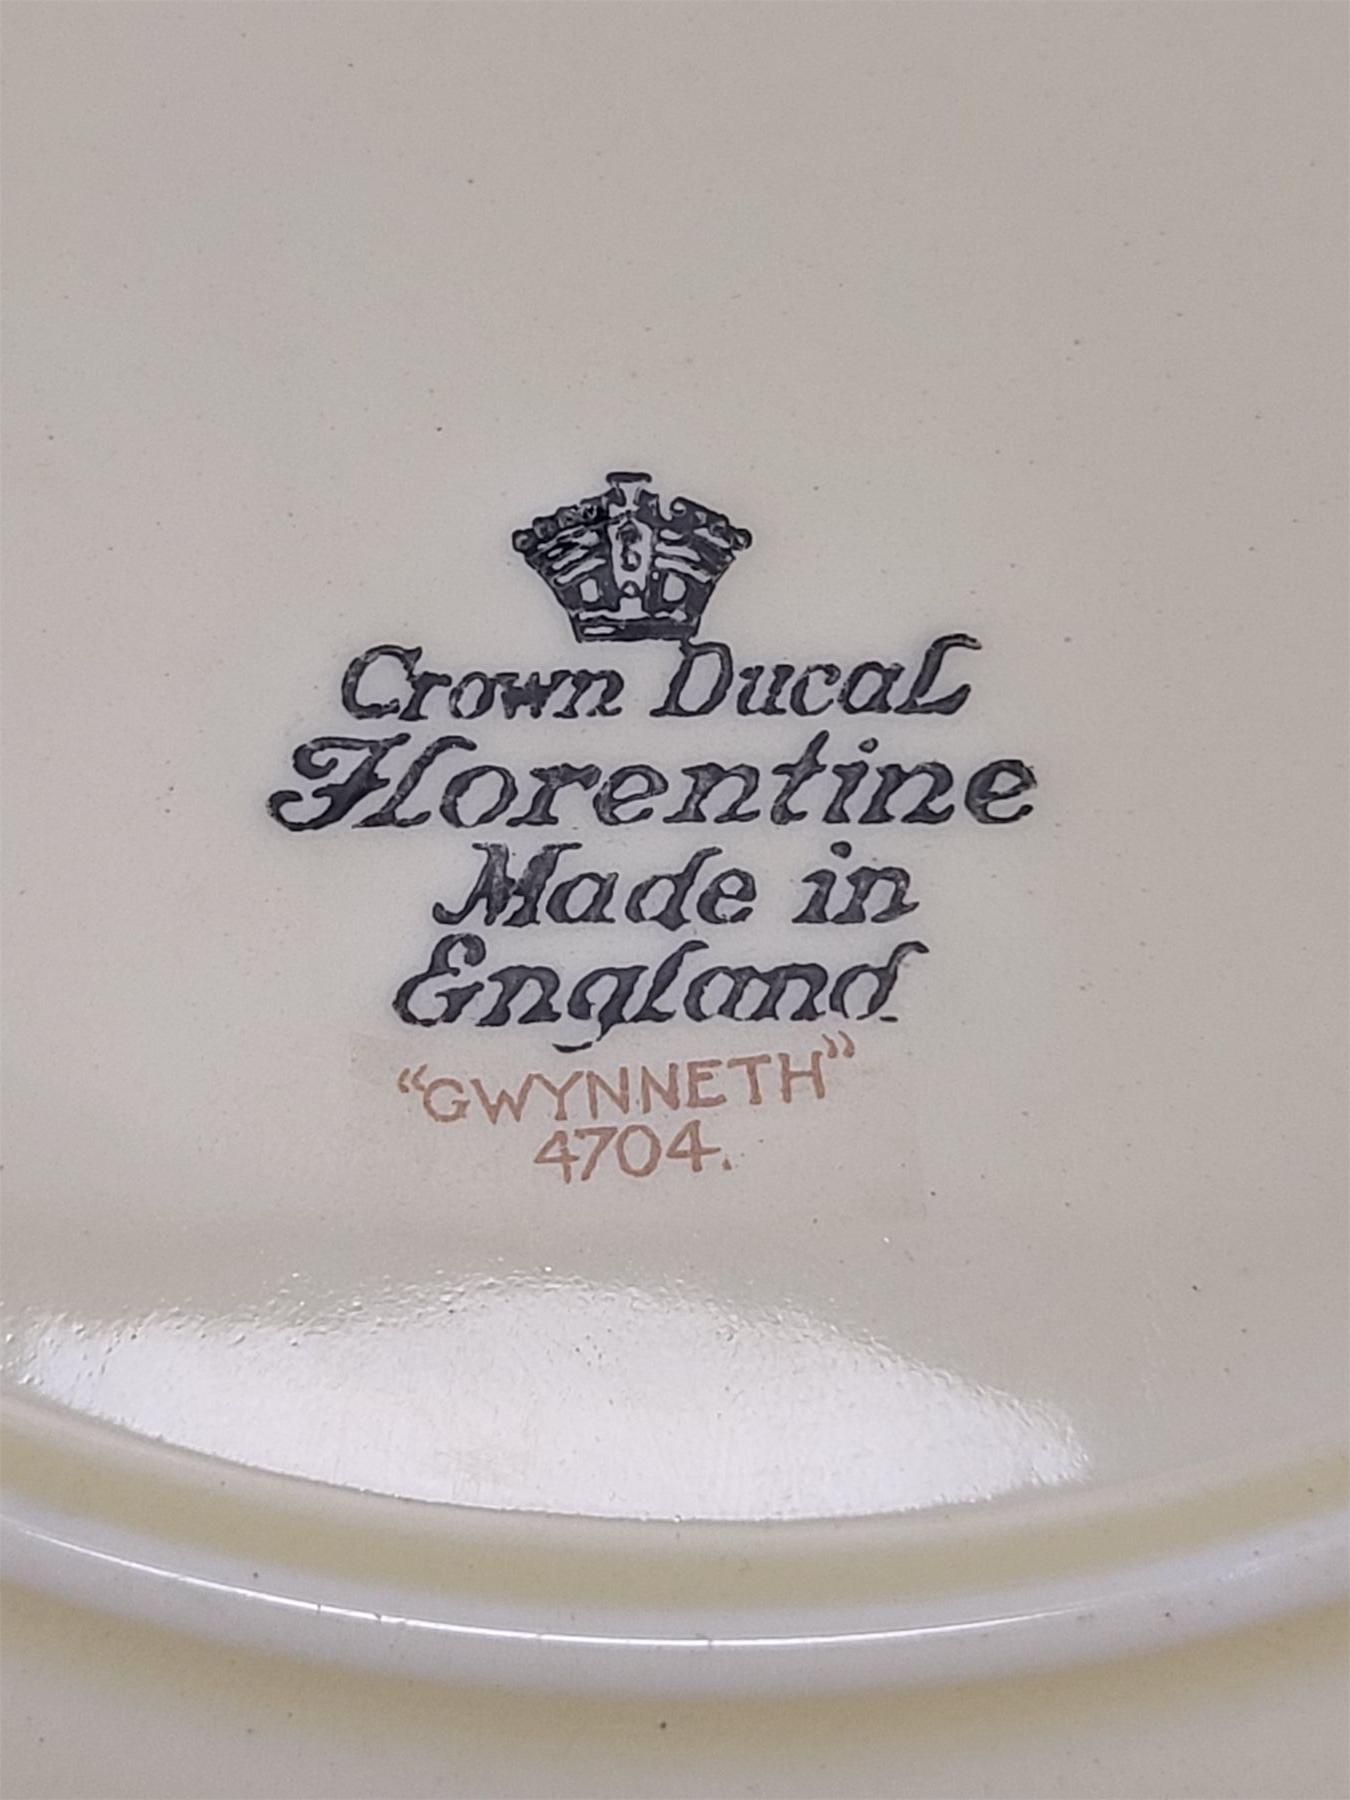 Crown Ducal
Florentine
Made in
England
"GWYNNETH"
4704.